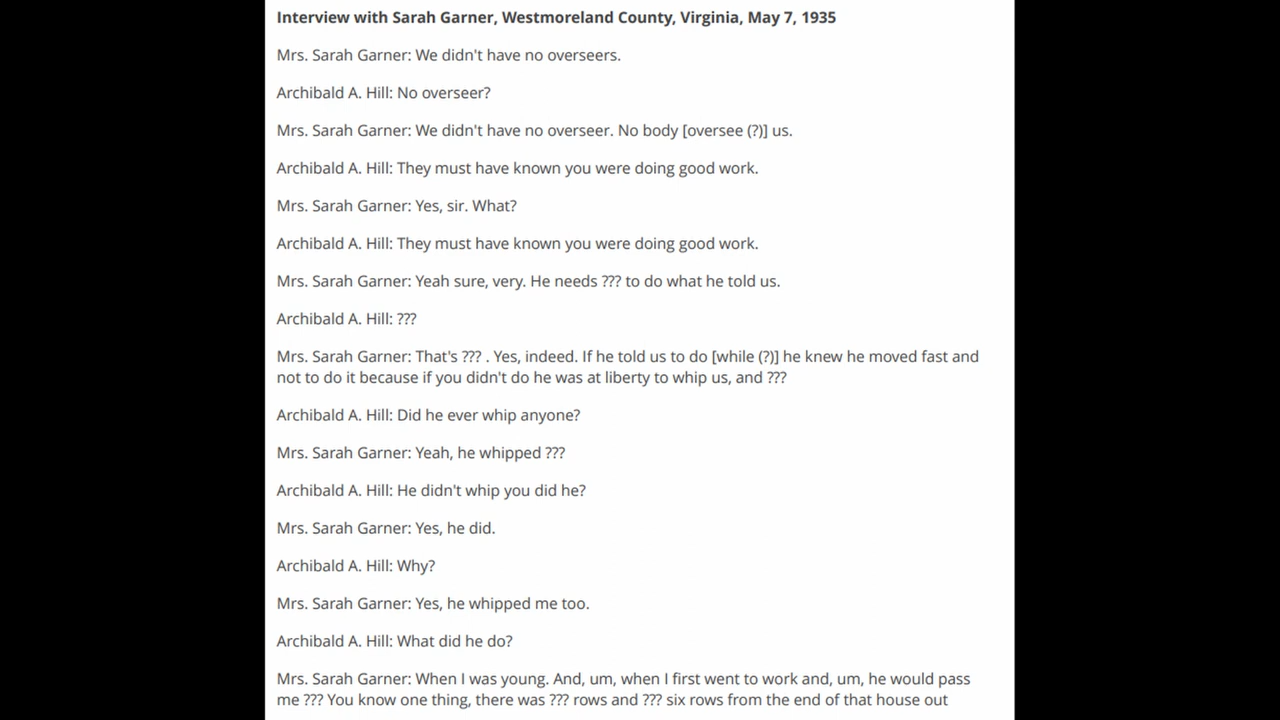 Interview with Sarah Garner, Westmoreland County, Virginia, May 7, 1935
Mrs. Sarah Garner: We didn't have no overseers.
Archibald A. Hill: No overseer?
Mrs. Sarah Garner: We didn't have no overseer. No body [oversee (?)] us.
Archibald A. Hill: They must have known you were doing good work.
Mrs. Sarah Garner: Yes, sir. What?
Archibald A. Hill: They must have known you were doing good work.
Mrs. Sarah Garner: Yeah sure, very. He needs ??? to do what he told us.
Archibald A. Hill: ???
Mrs. Sarah Garner: That's ??? . Yes, indeed. If he told us to do [while (?)] he knew he moved fast and
not to do it because if you didn't do he was at liberty to whip us, and ???
Archibald A. Hill: Did he ever whip anyone?
Mrs. Sarah Garner: Yeah, he whipped ???
Archibald A. Hill: He didn't whip you did he?
Mrs. Sarah Garner: Yes, he did.
Archibald A. Hill: Why?
Mrs. Sarah Garner: Yes, he whipped me too.
Archibald A. Hill: What did he do?
Mrs. Sarah Garner: When I was young. And, um, when I first went to work and, um, he would pass
me ??? You know one thing, there was ??? rows and ??? six rows from the end of that house out